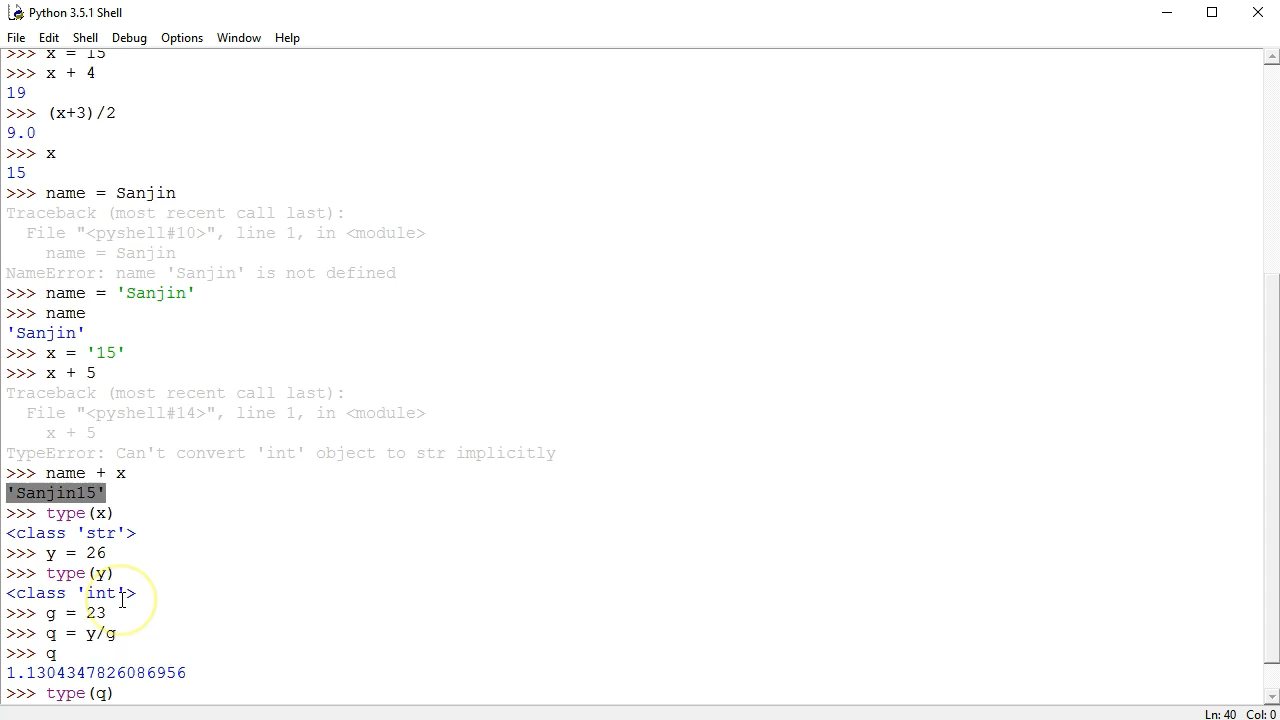 Python 3.5.1 Shell
File Edit Shell Debug Options Window Help
>>> x = 15
>>> x + 4
19
>>> (x+3)/2
9.0
>>> x
15
>>> name = Sanjin
Traceback (most recent call last):
  File "<pyshell#10>", line 1, in <module>
    name = Sanjin
NameError: name 'Sanjin' is not defined
>>> name = 'Sanjin'
>>> name
'Sanjin'
>>> x = '15'
>>> x + 5
Traceback (most recent call last):
  File "<pyshell#14>", line 1, in <module>
    x + 5
TypeError: Can't convert 'int' object to str implicitly
>>> name + x
'Sanjin15'
>>> type(x)
<class 'str'>
>>> y = 26
>>> type(y)
<class 'int'>
>>> g = 23
>>> q = y/g
>>> q
1.1304347826086956
>>> type(q)
Ln: 40 Col: 0